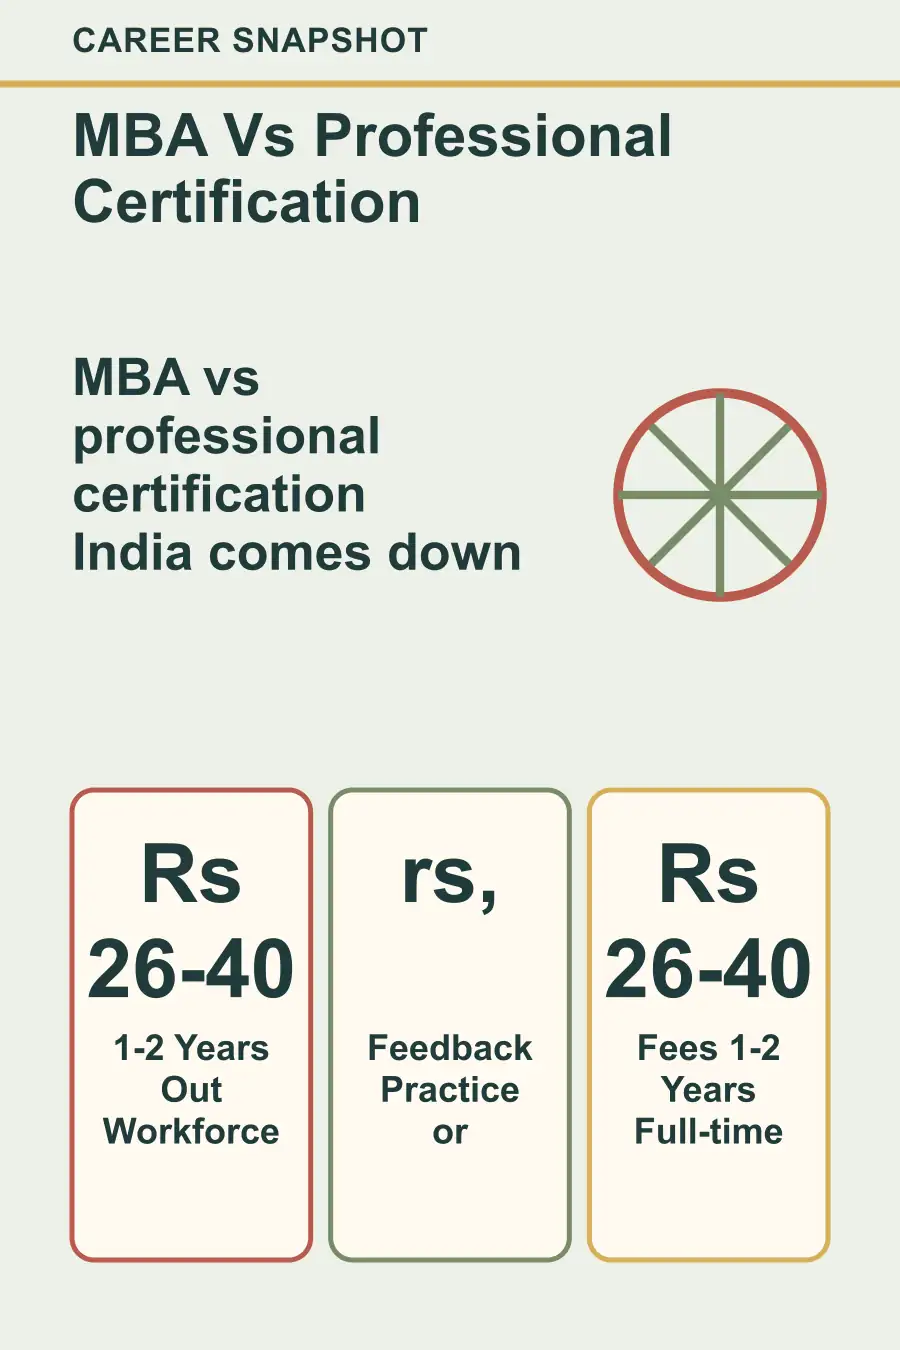 CAREER SNAPSHOT
MBA Vs Professional
Certification
MBA vs
professional
certification
India comes down
Rs
26-40
1-2 Years
Out
Workforce
rs,
Feedback
Practice
or
Rs
26-40
Fees 1-2
Years
Full-time